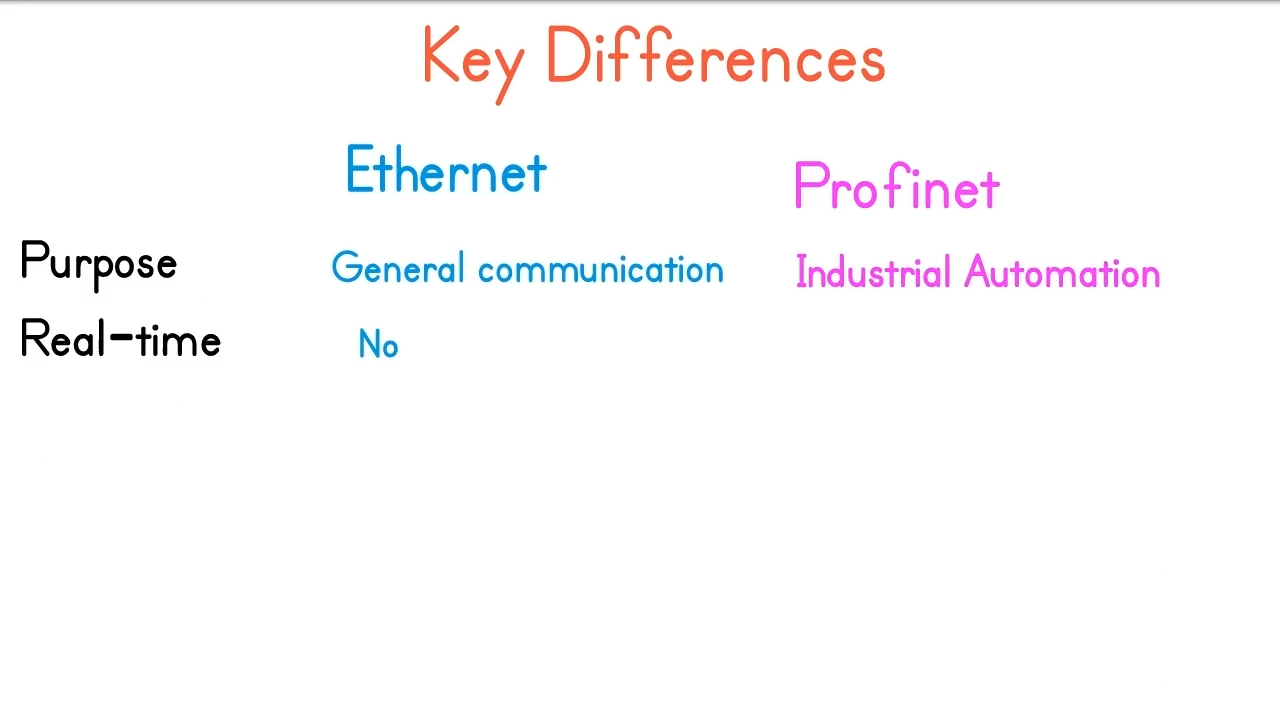 Key Differences
Ethernet Profinet
Purpose General communication Industrial Automation
Real-time No